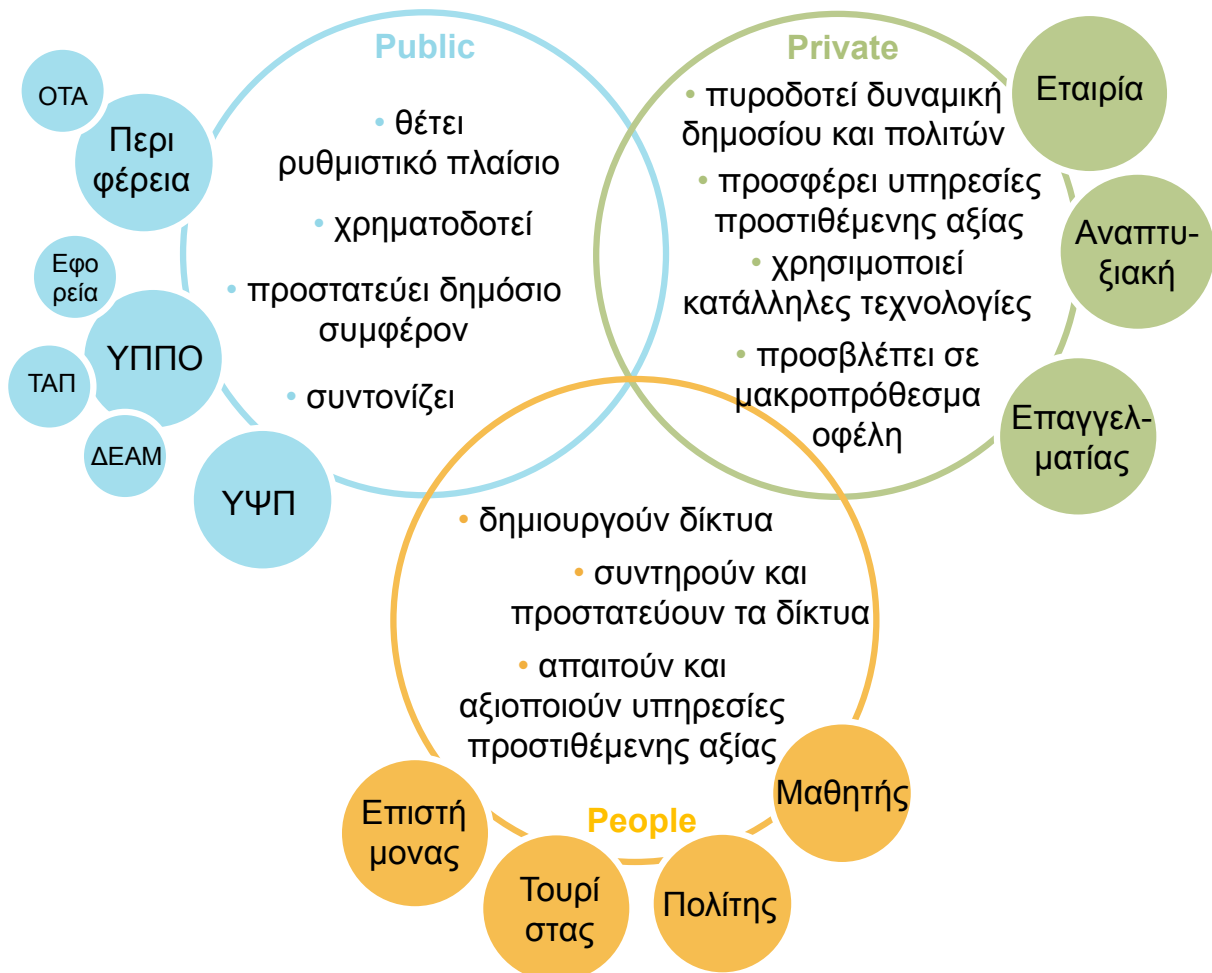 Public
ΟΤΑ
Περι
φέρεια
Εφο
ρεία
ΥΠΠΟ
ΤΑΠ
ΔΕΑΜ
ΥΨΠ
• θέτει
ρυθμιστικό πλαίσιο
• χρηματοδοτεί
• προστατεύει δημόσιο
συμφέρον
• συντονίζει
Private
• πυροδοτεί δυναμική
δημοσίου και πολιτών
• προσφέρει υπηρεσίες
προστιθέμενης αξίας
• χρησιμοποιεί
κατάλληλες τεχνολογίες
• προσβλέπει σε
μακροπρόθεσμα
οφέλη
Εταιρία
Αναπτυ-
ξιακή
Επαγγελ-
ματίας
• δημιουργούν δίκτυα
• συντηρούν και
προστατεύουν τα δίκτυα
• απαιτούν και
αξιοποιούν υπηρεσίες
προστιθέμενης αξίας
People
Επιστή
μονας
Τουρί
στας
Πολίτης
Μαθητής